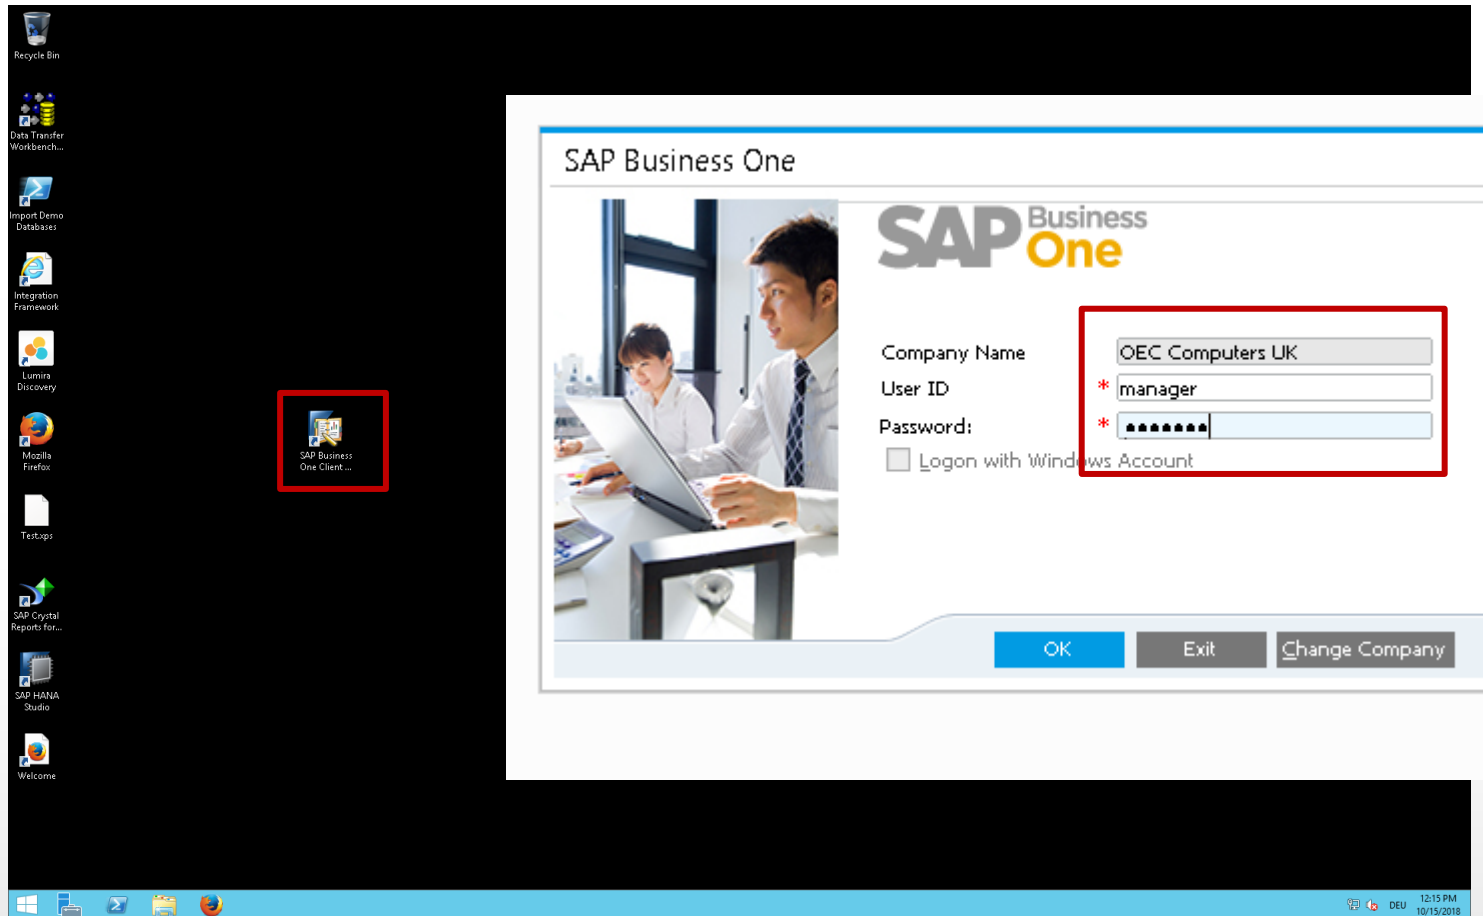 Recycle Bin
Data Transfer
Workbench...
Import Demo
Databases
Integration
Framework
Lumira
Discovery
Mozilla
Firefox
Test.xps
SAP Crystal
Reports for...
SAP HANA
Studio
Welcome
SAP Business
One Client ...
SAP Business One
SAP Business
One
Company Name
OEC Computers UK
User ID
* manager
Password:
* •••••••
Logon with Windows Account
OK
Exit
Change Company
DEU
12:15 PM
10/15/2018